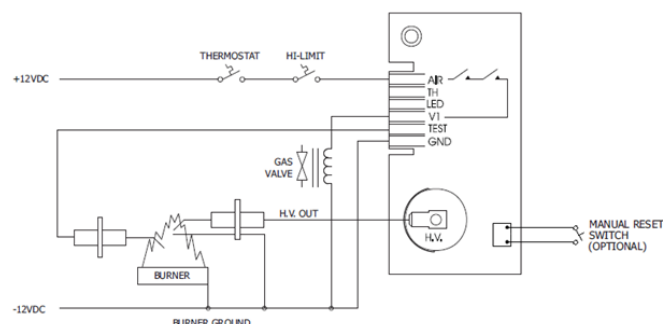 THERMOSTAT
HI-LIMIT
+12VDC
AIR
TH
LED
V1
TEST
GND
GAS
VALVE
H.V. OUT
H.V.
MANUAL RESET
SWITCH
(OPTIONAL)
BURNER
-12VDC
BURNER GROUND